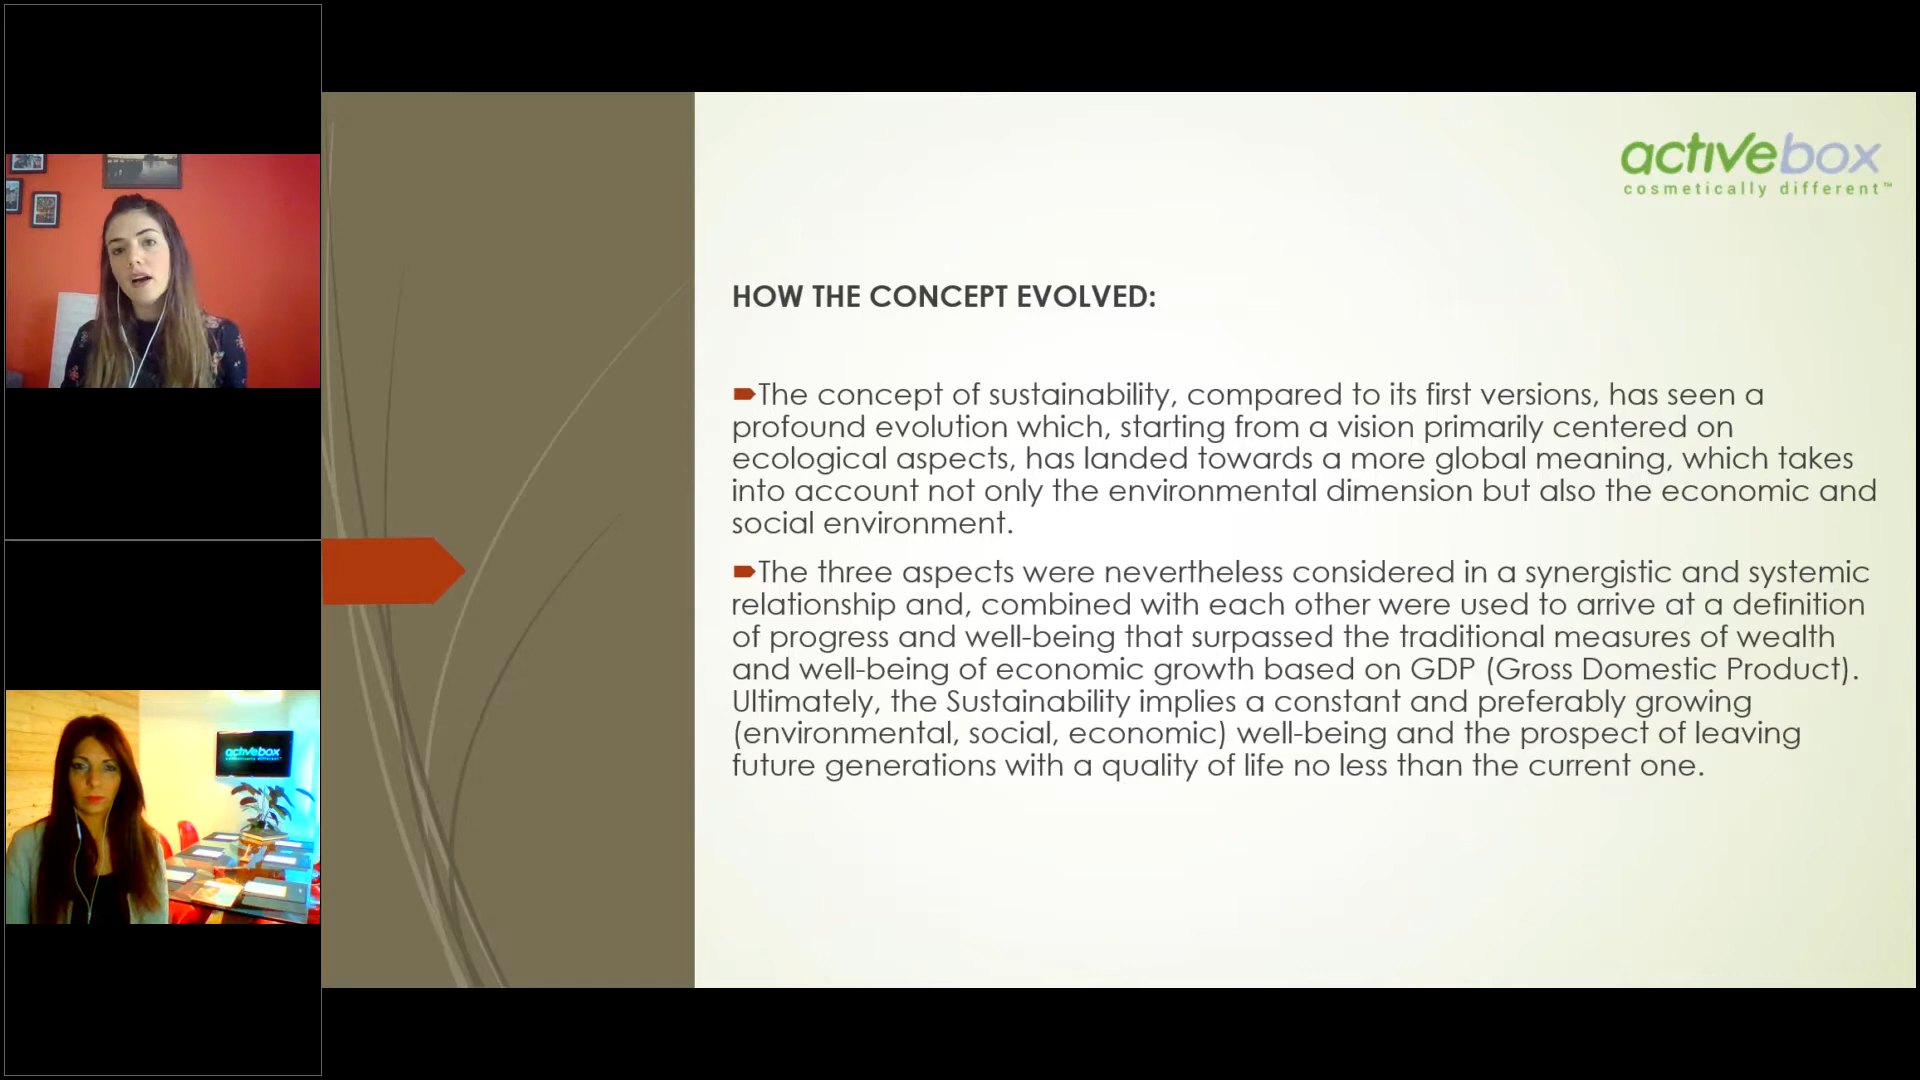 activebox
cosmetically different™
HOW THE CONCEPT EVOLVED:
The concept of sustainability, compared to its first versions, has seen a
profound evolution which, starting from a vision primarily centered on
ecological aspects, has landed towards a more global meaning, which takes
into account not only the environmental dimension but also the economic and
social environment.
The three aspects were nevertheless considered in a synergistic and systemic
relationship and, combined with each other were used to arrive at a definition
of progress and well-being that surpassed the traditional measures of wealth
and well-being of economic growth based on GDP (Gross Domestic Product).
Ultimately, the Sustainability implies a constant and preferably growing
(environmental, social, economic) well-being and the prospect of leaving
future generations with a quality of life no less than the current one.
activebox
cosmetically different